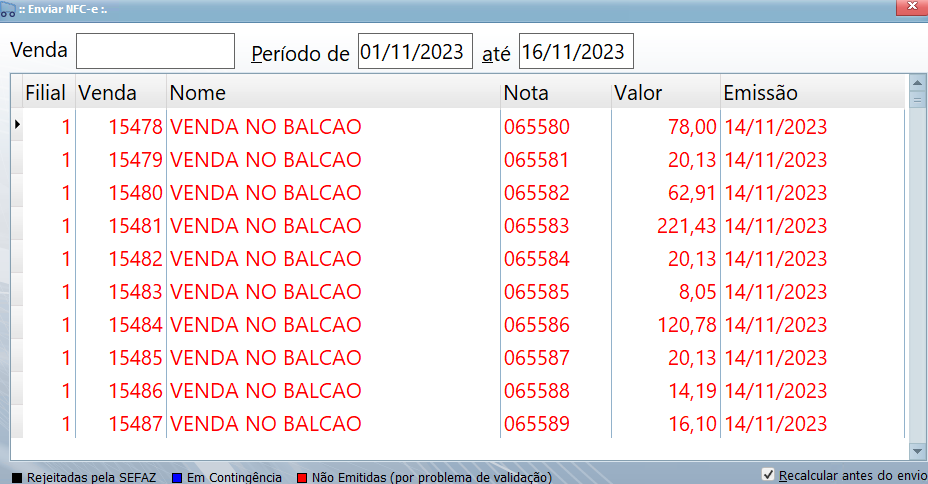 :: Enviar NFC-e :.
Venda Período de 01/11/2023 até 16/11/2023
Filial Venda Nome Nota Valor Emissão
1 15478 VENDA NO BALCAO 065580 78,00 14/11/2023
1 15479 VENDA NO BALCAO 065581 20,13 14/11/2023
1 15480 VENDA NO BALCAO 065582 62,91 14/11/2023
1 15481 VENDA NO BALCAO 065583 221,43 14/11/2023
1 15482 VENDA NO BALCAO 065584 20,13 14/11/2023
1 15483 VENDA NO BALCAO 065585 8,05 14/11/2023
1 15484 VENDA NO BALCAO 065586 120,78 14/11/2023
1 15485 VENDA NO BALCAO 065587 20,13 14/11/2023
1 15486 VENDA NO BALCAO 065588 14,19 14/11/2023
1 15487 VENDA NO BALCAO 065589 16,10 14/11/2023
Rejeitadas pela SEFAZ Em Contingência Não Emitidas (por problema de validação) Recalcular antes do envio